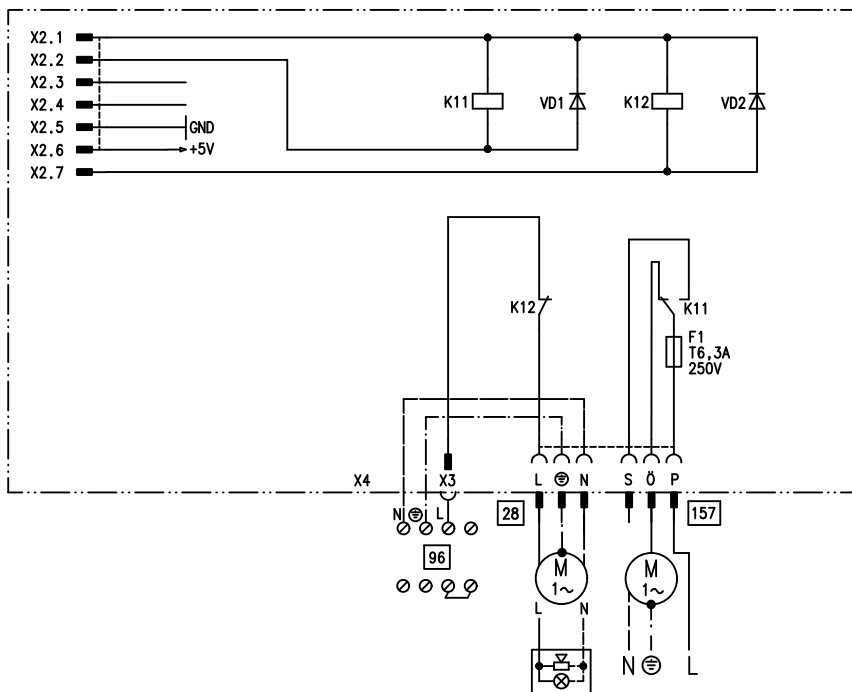 X2.1
X2.2
X2.3
X2.4
X2.5 GND
X2.6 +5V
X2.7
K11 VD1 K12 VD2
K12 K11
F1
T6,3A
250V
X4 X3 L N S Ö P
N L 28 157
96
M M
1~ 1~
L N
N L